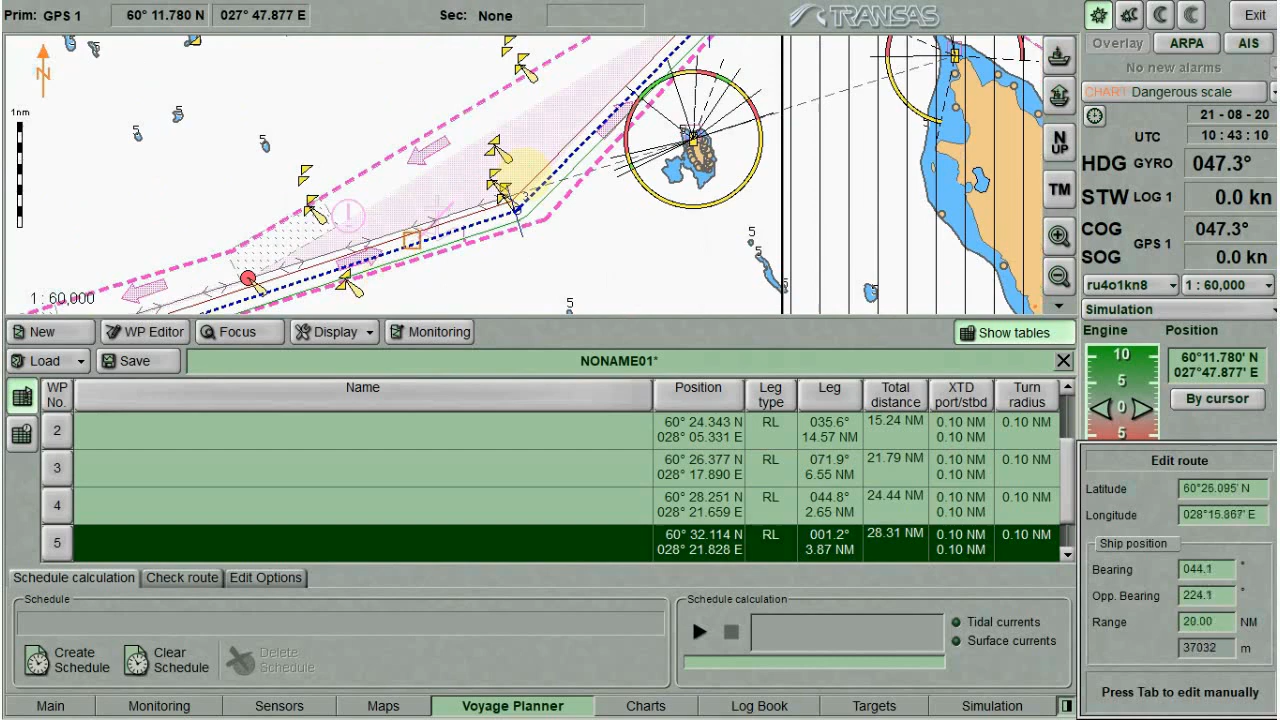 Prim: GPS 1 60° 11.780 N 027° 47.877 E Sec: None TRANSAS Exit
Overlay ARPA AIS
No new alarms
CHART Dangerous scale
21 - 08 - 20
UTC 10 : 43 : 10
HDG GYRO 047.3°
STW LOG 1 0.0 kn
COG 047.3°
GPS 1
SOG 0.0 kn
ru4o1kn8 1 : 60,000
Simulation
Engine Position
10
5
0
5
60°11.780' N
027°47.877' E
By cursor
N
1nm
5
5
5
5
5
5
5
5
3
1 : 60,000
N UP
TM
New WP Editor Focus Display Monitoring Show tables
Load Save NONAME01*
WP No. Name Position Leg type Leg Total distance XTD port/stbd Turn radius
2 60° 24.343 N RL 035.6° 15.24 NM 0.10 NM 0.10 NM
028° 05.331 E 14.57 NM 0.10 NM
3 60° 26.377 N RL 071.9° 21.79 NM 0.10 NM 0.10 NM
028° 17.890 E 6.55 NM 0.10 NM
4 60° 28.251 N RL 044.8° 24.44 NM 0.10 NM 0.10 NM
028° 21.659 E 2.65 NM 0.10 NM
5 60° 32.114 N RL 001.2° 28.31 NM 0.10 NM 0.10 NM
028° 21.828 E 3.87 NM 0.10 NM
Schedule calculation Check route Edit Options
Schedule
Create Schedule
Clear Schedule
Delete Schedule
Schedule calculation
Tidal currents
Surface currents
Edit route
Latitude 60°26.095' N
Longitude 028°15.867' E
Ship position
Bearing 044.1 °
Opp. Bearing 224.1 °
Range 20.00 NM
37032 m
Press Tab to edit manually
Main Monitoring Sensors Maps Voyage Planner Charts Log Book Targets Simulation